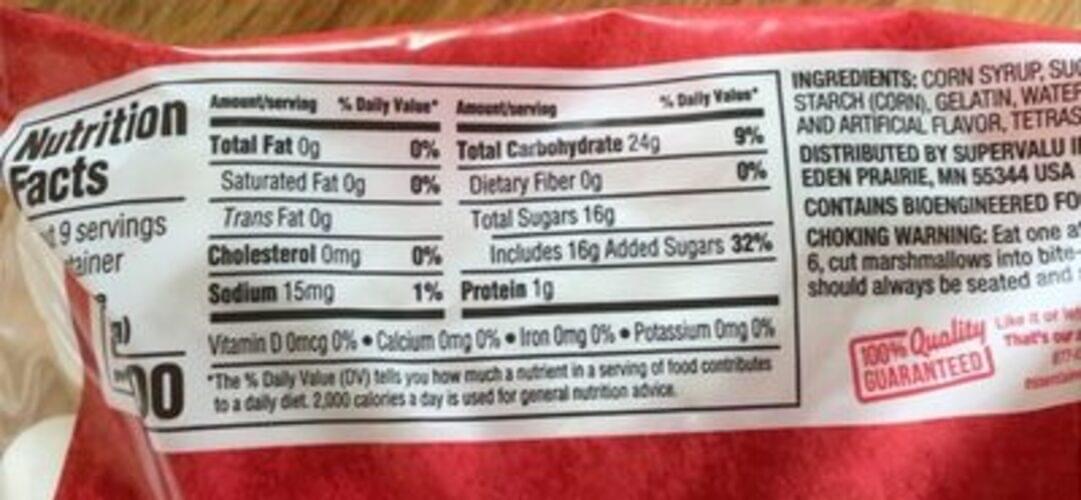 Nutrition
Facts
9 servings
tainer
00
Amount/serving % Daily Value*
Total Fat 0g 0%
Saturated Fat 0g 0%
Trans Fat 0g
Cholesterol 0mg 0%
Sodium 15mg 1%
Amount/serving % Daily Value*
Total Carbohydrate 24g 9%
Dietary Fiber 0g 0%
Total Sugars 16g
Includes 16g Added Sugars 32%
Protein 1g
Vitamin D 0mcg 0% • Calcium 0mg 0% • Iron 0mg 0% • Potassium 0mg 0%
*The % Daily Value (DV) tells you how much a nutrient in a serving of food contributes
to a daily diet. 2,000 calories a day is used for general nutrition advice.
INGREDIENTS: CORN SYRUP, SUG
STARCH (CORN), GELATIN, WATER
AND ARTIFICIAL FLAVOR, TETRAS
DISTRIBUTED BY SUPERVALU
EDEN PRAIRIE, MN 55344 USA
CONTAINS BIOENGINEERED FO
CHOKING WARNING: Eat one at
6, cut marshmallows into bite-
should always be seated and
100% Quality
GUARANTEED
Like it or
That's our
877-